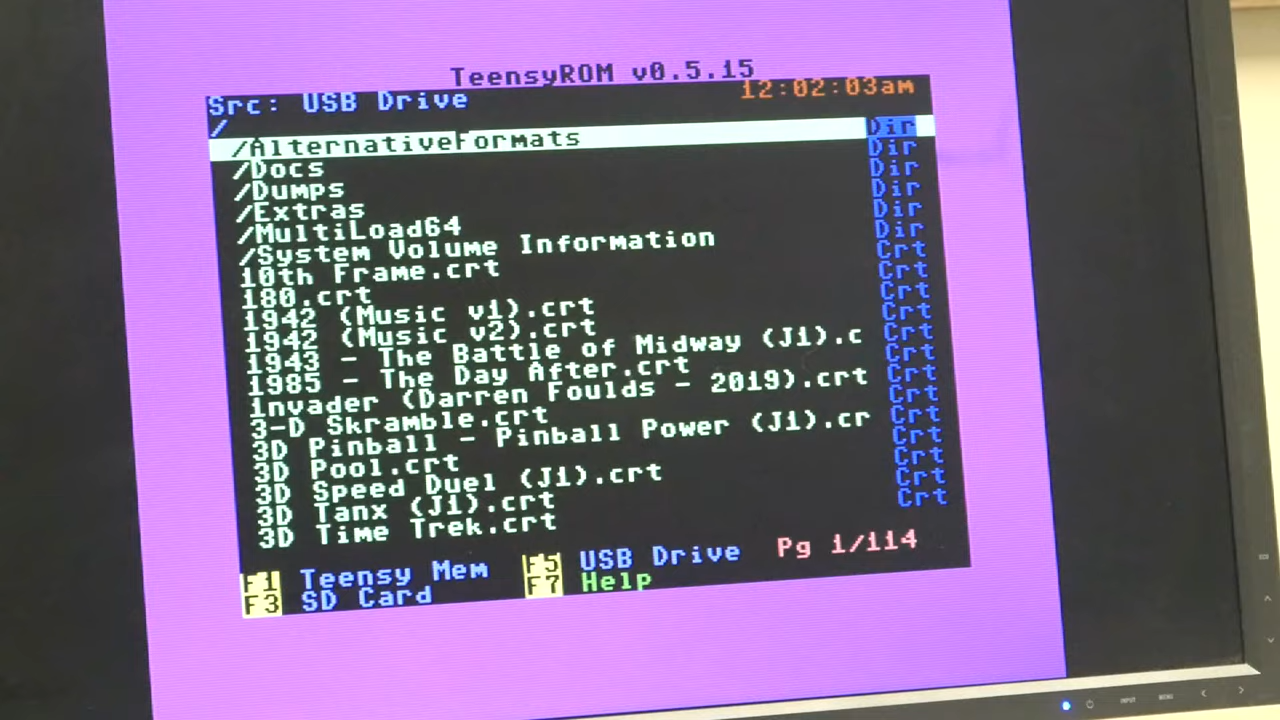 TeensyROM v0.5.15
Src: USB Drive 12:02:03am
/
/AlternativeFormats Dir
/Docs Dir
/Dumps Dir
/Extras Dir
/MultiLoad64 Dir
/System Volume Information Dir
10th Frame.crt Crt
180.crt Crt
1942 (Music v1).crt Crt
1942 (Music v2).crt Crt
1943 - The Battle of Midway (J1).c Crt
1985 - The Day After.crt Crt
1nvader (Darren Foulds - 2019).crt Crt
3-D Skramble.crt Crt
3D Pinball - Pinball Power (J1).cr Crt
3D Pool.crt Crt
3D Speed Duel (J1).crt Crt
3D Tanx (J1).crt Crt
3D Time Trek.crt Crt
F1 Teensy Mem F5 USB Drive Pg 1/114
F3 SD Card F7 Help
INPUT MENU